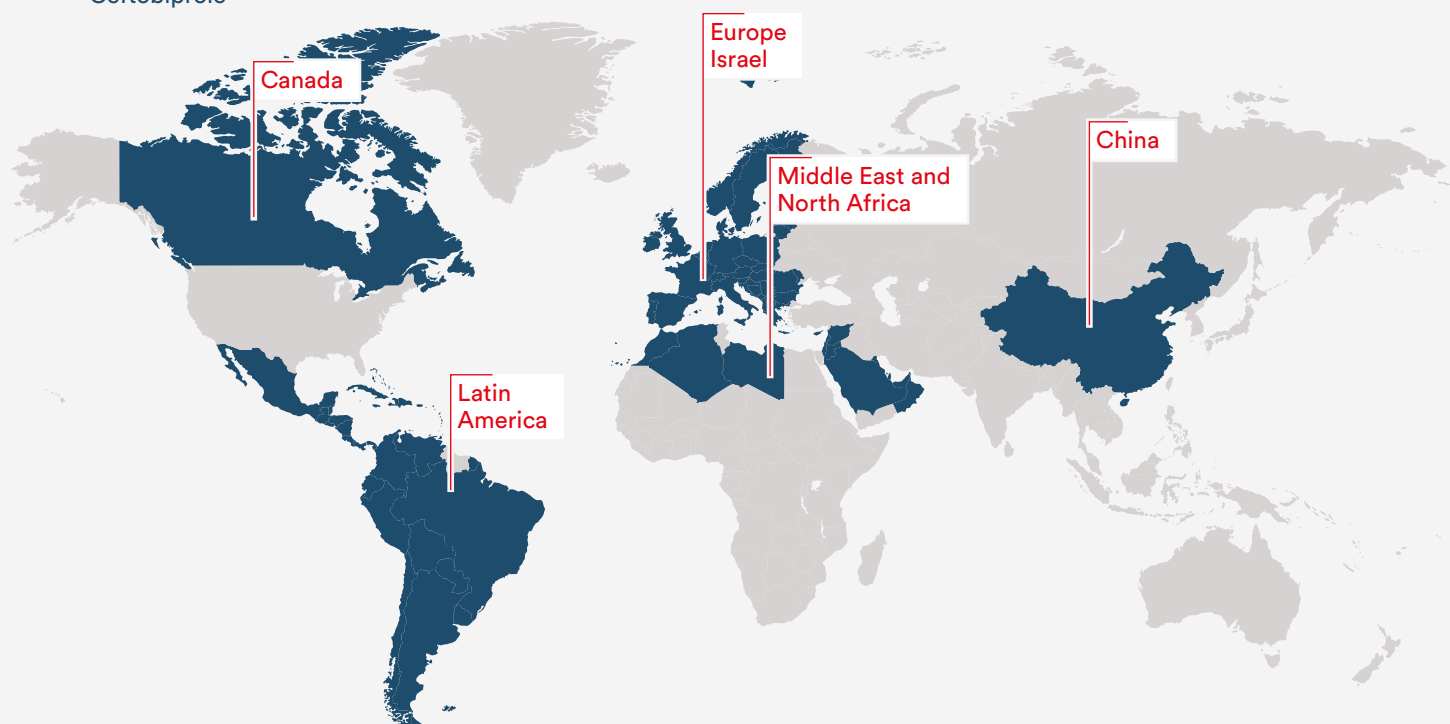 Canada
Europe
Israel
China
Middle East and
North Africa
Latin
America